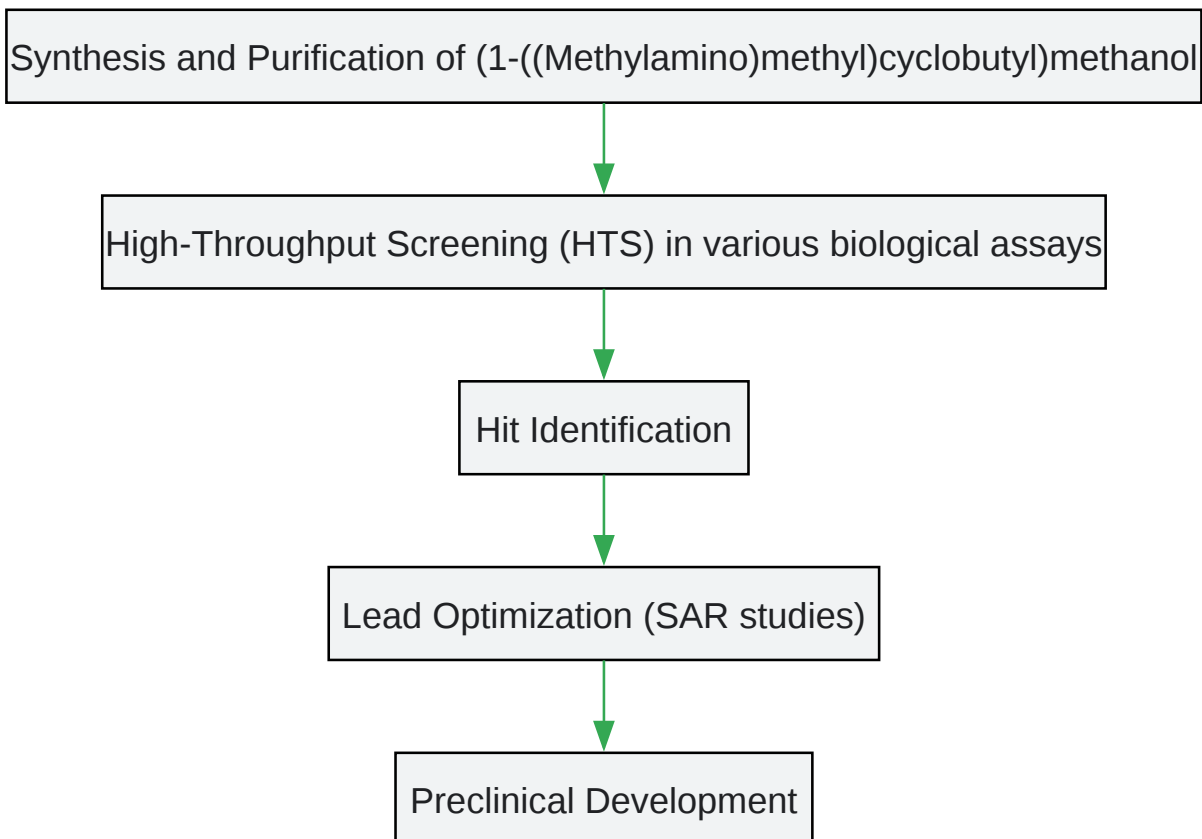 Synthesis and Purification of (1-((Methylamino)methyl)cyclobutyl)methanol
High-Throughput Screening (HTS) in various biological assays
Hit Identification
Lead Optimization (SAR studies)
Preclinical Development